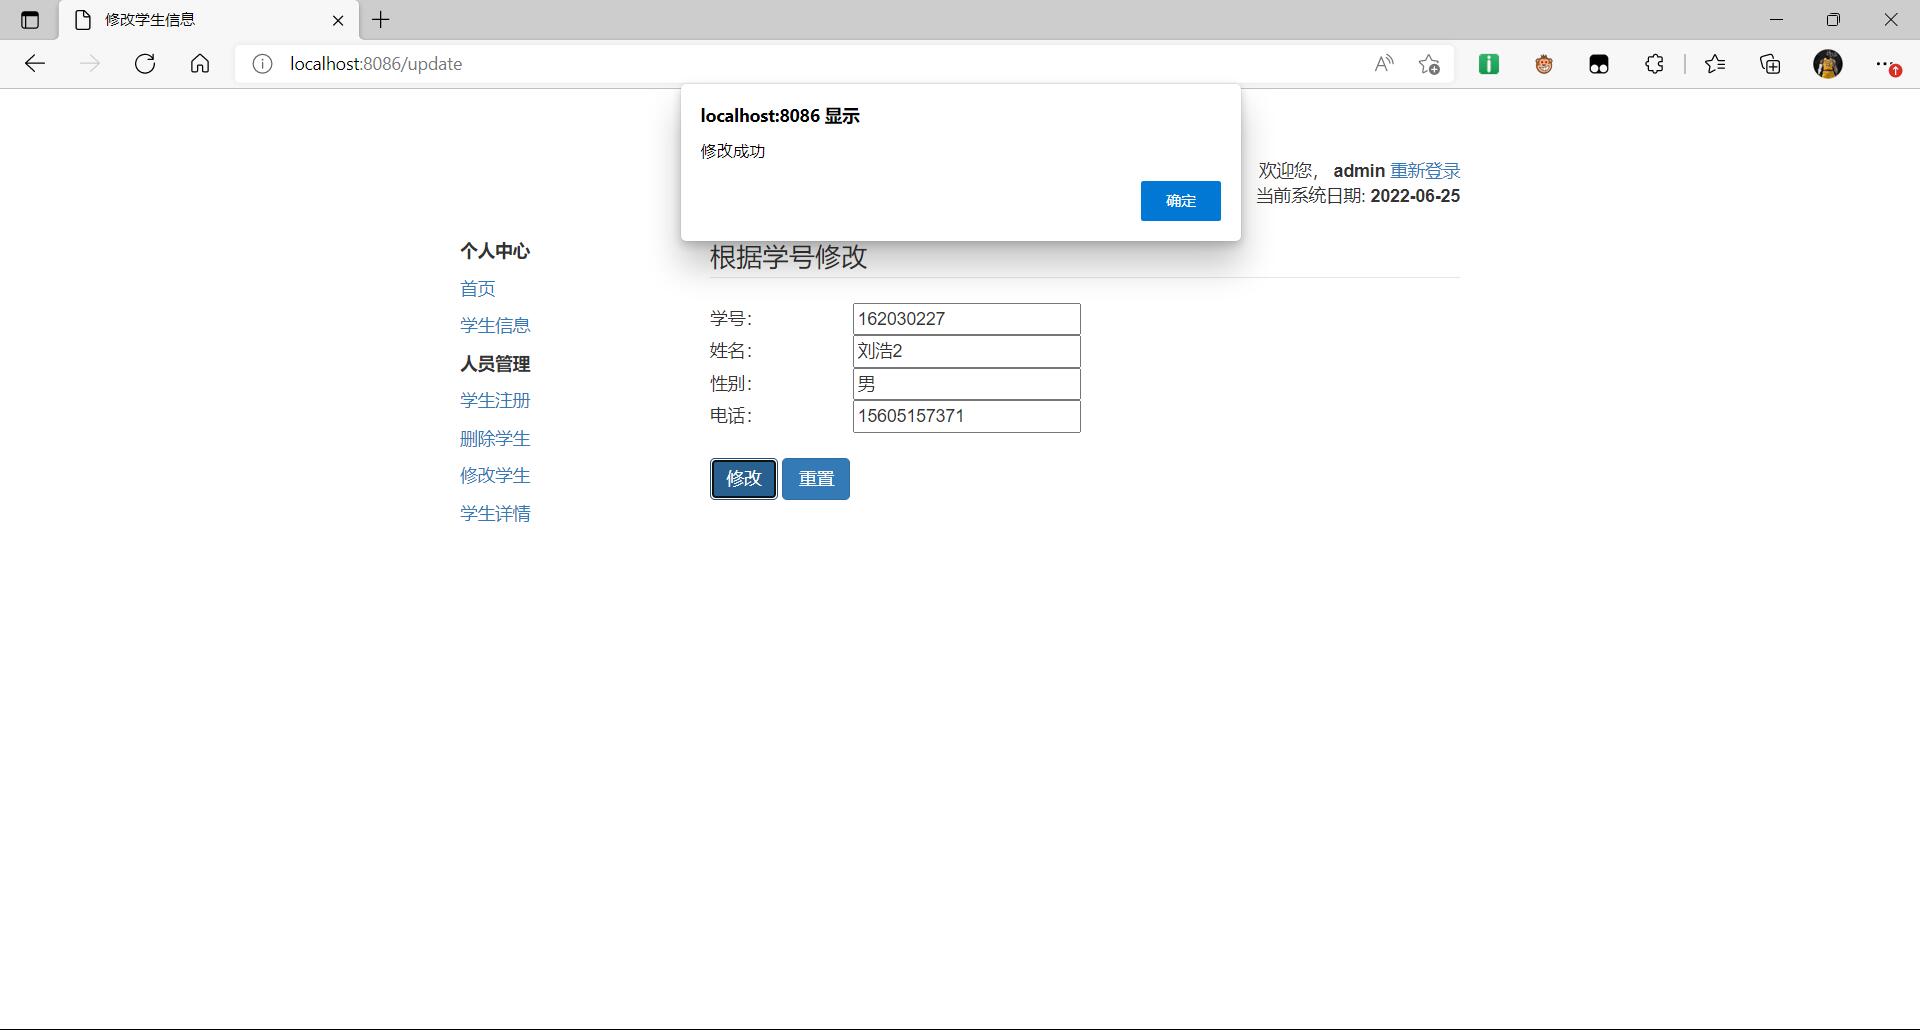 修改学生信息
localhost:8086/update
localhost:8086 显示
修改成功
确定
欢迎您， admin 重新登录
当前系统日期: 2022-06-25
个人中心
首页
学生信息
人员管理
学生注册
删除学生
修改学生
学生详情
根据学号修改
学号： 162030227
姓名： 刘浩2
性别： 男
电话： 15605157371
修改 重置